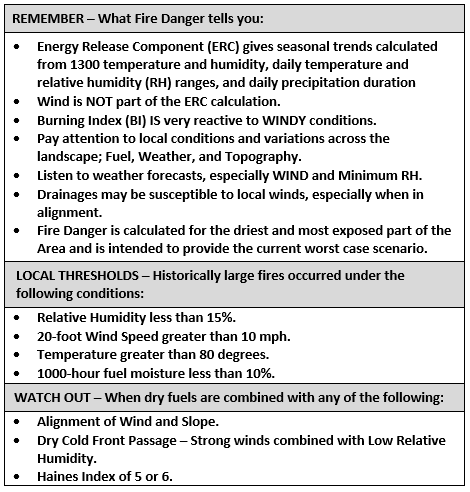 REMEMBER – What Fire Danger tells you:
• Energy Release Component (ERC) gives seasonal trends calculated
from 1300 temperature and humidity, daily temperature and
relative humidity (RH) ranges, and daily precipitation duration
• Wind is NOT part of the ERC calculation.
• Burning Index (BI) IS very reactive to WINDY conditions.
• Pay attention to local conditions and variations across the
landscape; Fuel, Weather, and Topography.
• Listen to weather forecasts, especially WIND and Minimum RH.
• Drainages may be susceptible to local winds, especially when in
alignment.
• Fire Danger is calculated for the driest and most exposed part of the
Area and is intended to provide the current worst case scenario.
LOCAL THRESHOLDS – Historically large fires occurred under the
following conditions:
• Relative Humidity less than 15%.
• 20-foot Wind Speed greater than 10 mph.
• Temperature greater than 80 degrees.
• 1000-hour fuel moisture less than 10%.
WATCH OUT – When dry fuels are combined with any of the following:
• Alignment of Wind and Slope.
• Dry Cold Front Passage – Strong winds combined with Low Relative
Humidity.
• Haines Index of 5 or 6.